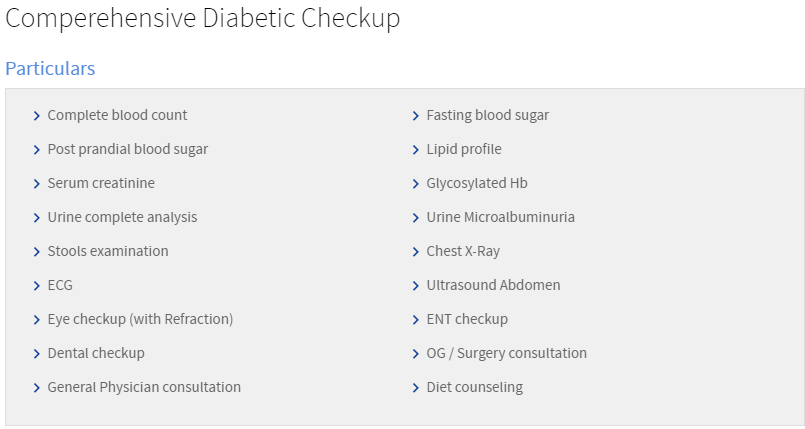 Comperehensive Diabetic Checkup
Particulars
Complete blood count
Fasting blood sugar
Post prandial blood sugar
Lipid profile
Serum creatinine
Glycosylated Hb
Urine complete analysis
Urine Microalbuminuria
Stools examination
Chest X-Ray
ECG
Ultrasound Abdomen
Eye checkup (with Refraction)
ENT checkup
Dental checkup
OG / Surgery consultation
General Physician consultation
Diet counseling